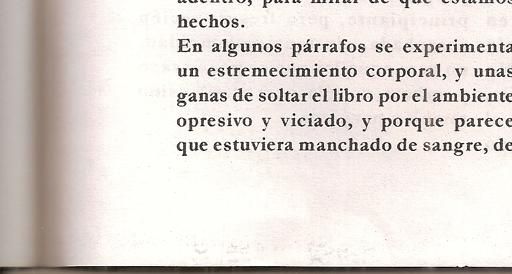 adentro, para mirar de qué estamos
hechos.
En algunos párrafos se experimenta
un estremecimiento corporal, y unas
ganas de soltar el libro por el ambiente
opresivo y viciado, y porque parece
que estuviera manchado de sangre, de